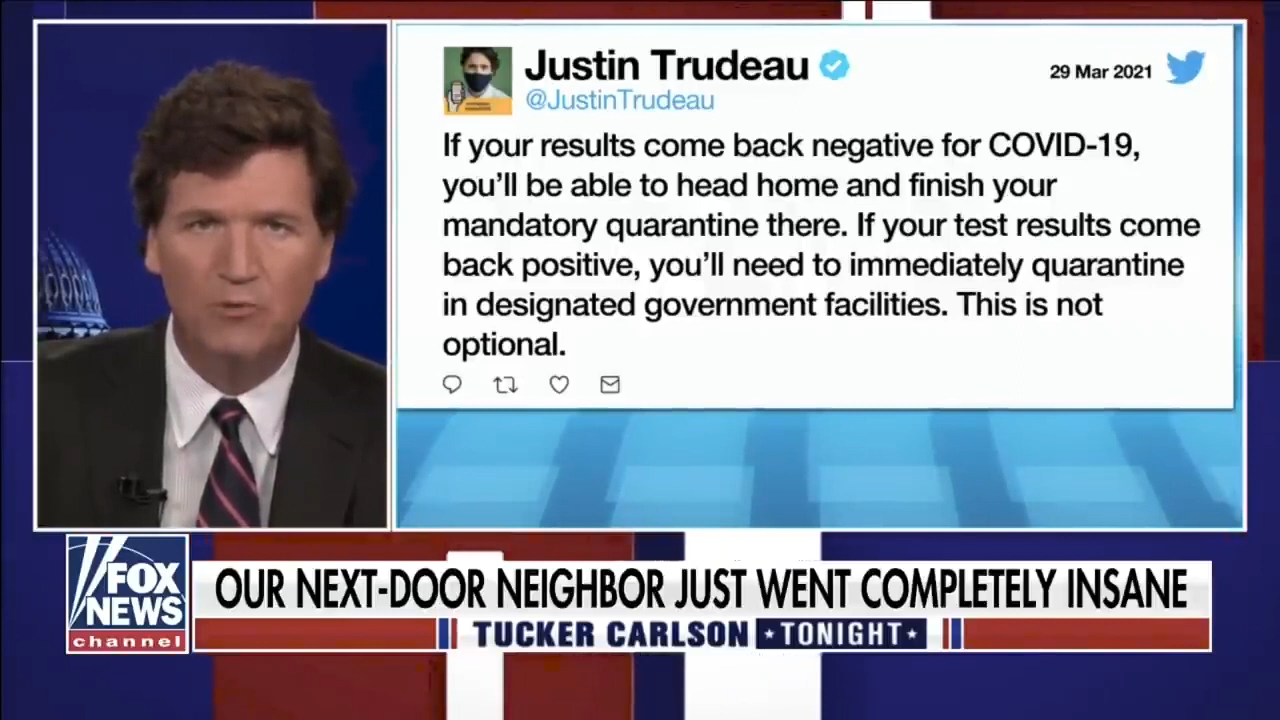 Justin Trudeau
@JustinTrudeau
29 Mar 2021
If your results come back negative for COVID-19,
you’ll be able to head home and finish your
mandatory quarantine there. If your test results come
back positive, you’ll need to immediately quarantine
in designated government facilities. This is not
optional.
FOX
NEWS
channel
OUR NEXT-DOOR NEIGHBOR JUST WENT COMPLETELY INSANE
TUCKER CARLSON TONIGHT